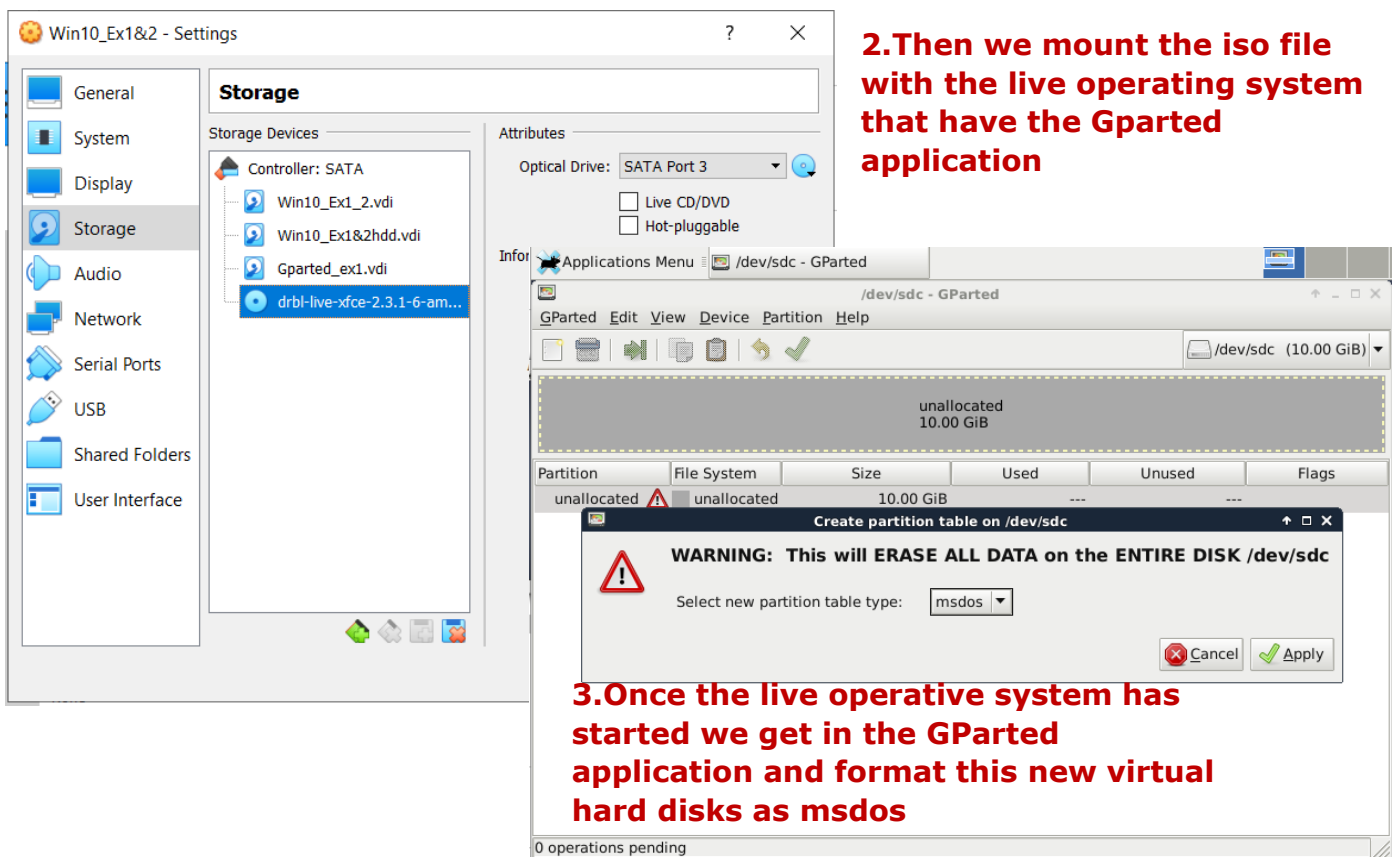 Win10_Ex1&2 - Settings
?
General
System
Display
Storage
Audio
Network
Serial Ports
USB
Shared Folders
User Interface
Storage
Storage Devices
Controller: SATA
Win10_Ex1_2.vdi
Win10_Ex1&2hdd.vdi
Gparted_ex1.vdi
drbl-live-xfce-2.3.1-6-am...
Attributes
Optical Drive: SATA Port 3
Live CD/DVD
Hot-pluggable
2.Then we mount the iso file
with the live operating system
that have the Gparted
application
Applications Menu /dev/sdc - GParted
/dev/sdc - GParted
GParted Edit View Device Partition Help
/dev/sdc (10.00 GiB)
unallocated
10.00 GiB
Partition File System Size Used Unused Flags
unallocated unallocated 10.00 GiB --- ---
Create partition table on /dev/sdc
WARNING: This will ERASE ALL DATA on the ENTIRE DISK /dev/sdc
Select new partition table type: msdos
Cancel Apply
3.Once the live operative system has
started we get in the GParted
application and format this new virtual
hard disks as msdos
0 operations pending